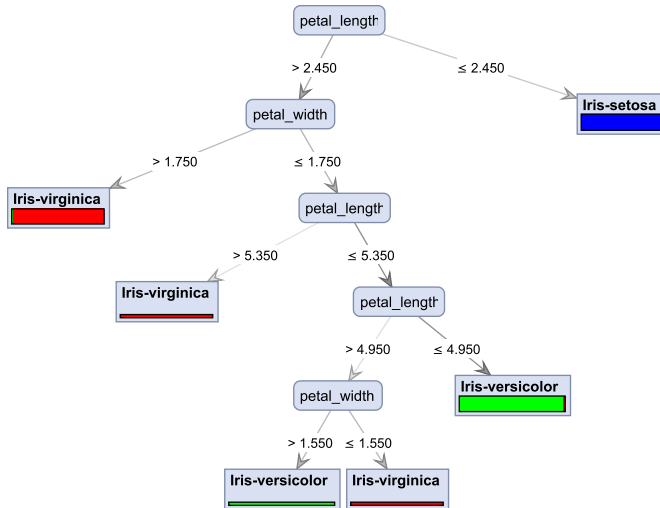 petal_length
> 2.450
≤ 2.450
petal_width
Iris-setosa
> 1.750
≤ 1.750
Iris-virginica
petal_length
> 5.350
≤ 5.350
Iris-virginica
petal_length
> 4.950
≤ 4.950
petal_width
Iris-versicolor
> 1.550
≤ 1.550
Iris-versicolor
Iris-virginica